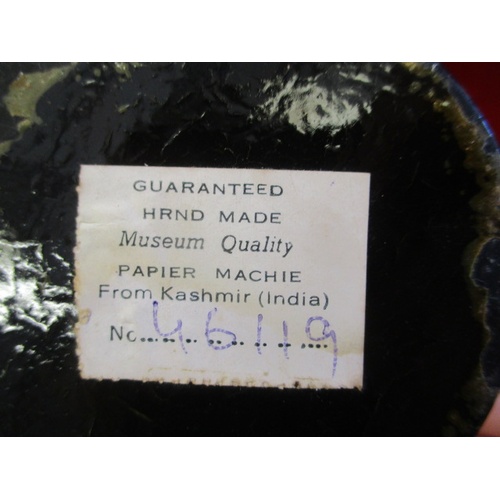 GUARANTEED
HRND MADE
Museum Quality
PAPIER MACHIE
From Kashmir (India)
No. 46119